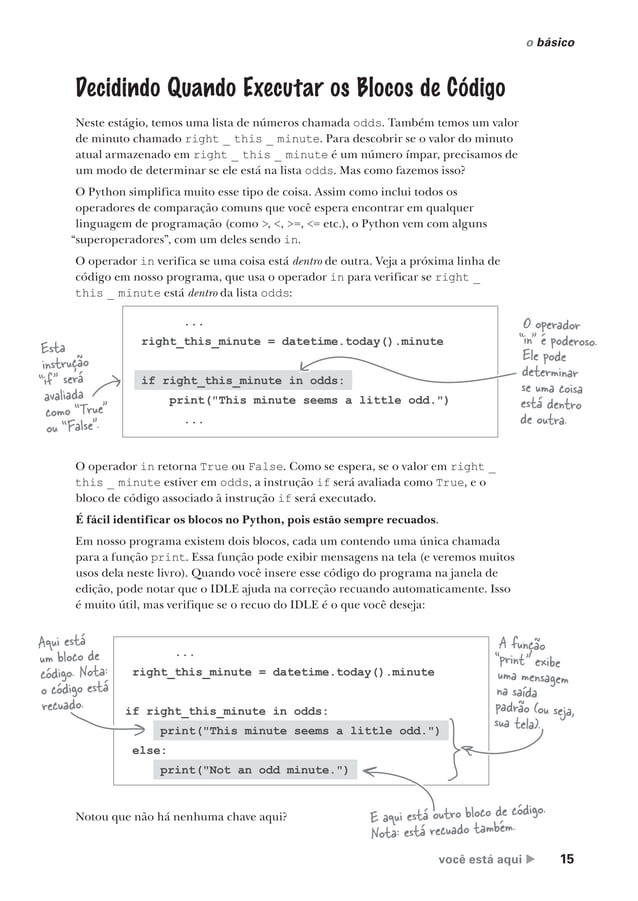 o básico
Decidindo Quando Executar os Blocos de Código
Neste estágio, temos uma lista de números chamada odds. Também temos um valor
de minuto chamado right _ this _ minute. Para descobrir se o valor do minuto
atual armazenado em right _ this _ minute é um número ímpar, precisamos de
um modo de determinar se ele está na lista odds. Mas como fazemos isso?
O Python simplifica muito esse tipo de coisa. Assim como inclui todos os
operadores de comparação comuns que você espera encontrar em qualquer
linguagem de programação (como >, <, >=, <= etc.), o Python vem com alguns
“superoperadores”, com um deles sendo in.
O operador in verifica se uma coisa está dentro de outra. Veja a próxima linha de
código em nosso programa, que usa o operador in para verificar se right _
this _ minute está dentro da lista odds:
...
right_this_minute = datetime.today().minute
if right_this_minute in odds:
print("This minute seems a little odd.")
...
Esta
instrução
“if” será
avaliada
como “True”
ou “False”.
O operador
“in” é poderoso.
Ele pode
determinar
se uma coisa
está dentro
de outra.
O operador in retorna True ou False. Como se espera, se o valor em right _
this _ minute estiver em odds, a instrução if será avaliada como True, e o
bloco de código associado à instrução if será executado.
É fácil identificar os blocos no Python, pois estão sempre recuados.
Em nosso programa existem dois blocos, cada um contendo uma única chamada
para a função print. Essa função pode exibir mensagens na tela (e veremos muitos
usos dela neste livro). Quando você insere esse código do programa na janela de
edição, pode notar que o IDLE ajuda na correção recuando automaticamente. Isso
é muito útil, mas verifique se o recuo do IDLE é o que você deseja:
Aqui está
um bloco de
código. Nota:
o código está
recuado.
...
right_this_minute = datetime.today().minute
if right_this_minute in odds:
print("This minute seems a little odd.")
else:
print("Not an odd minute.")
A função
“print” exibe
uma mensagem
na saída
padrão (ou seja,
sua tela).
Notou que não há nenhuma chave aqui?
E aqui está outro bloco de código.
Nota: está recuado também.
você está aqui 15